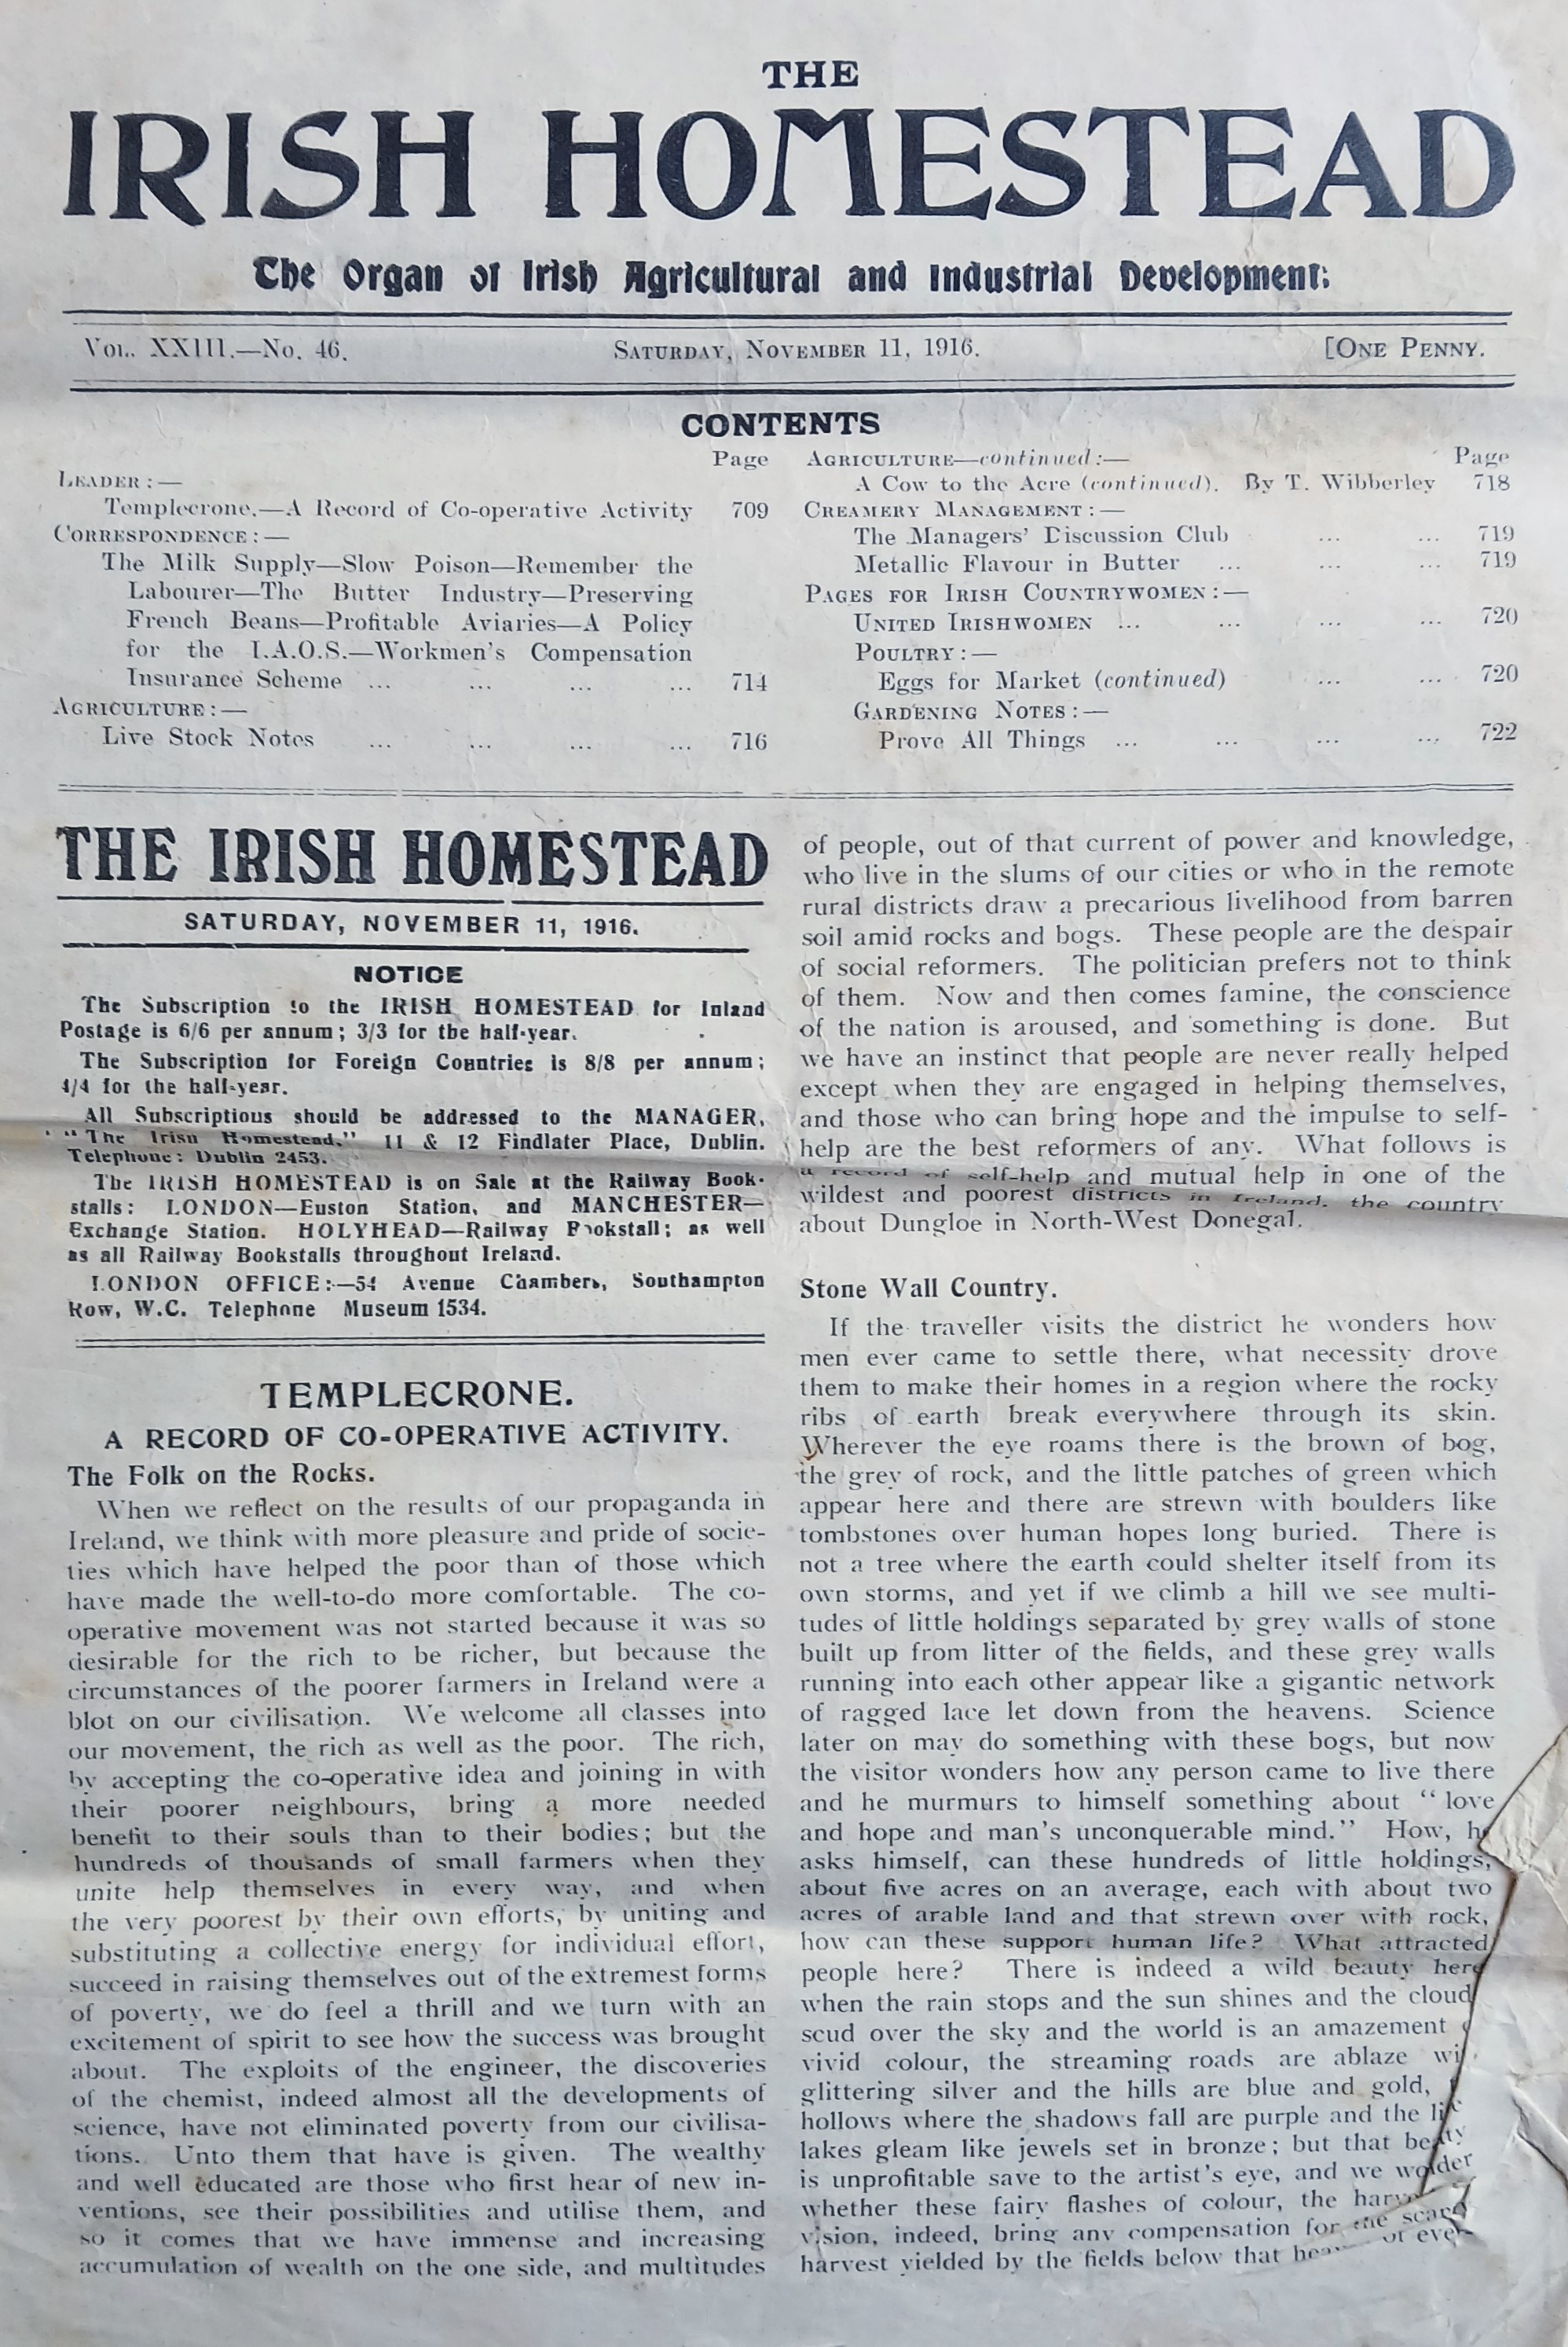 THE
IRISH HOMESTEAD
The Organ of Irish Agricultural and Industrial Development:
VOL. XXIII.—No. 46.    SATURDAY, NOVEMBER 11, 1916.    [ONE PENNY.
CONTENTS
Page
LEADER :—
Templecrone.—A Record of Co-operative Activity 709
CORRESPONDENCE :—
The Milk Supply—Slow Poison—Remember the
Labourer—The Butter Industry—Preserving
French Beans—Profitable Aviaries—A Policy
for the I.A.O.S.—Workmen's Compensation
Insurance Scheme ... ... ... ... 714
AGRICULTURE :—
Live Stock Notes ... ... ... ... 716
AGRICULTURE—continued :— Page
A Cow to the Acre (continued). By T. Wibberley 718
CREAMERY MANAGEMENT :—
The Managers' Discussion Club ... ... 719
Metallic Flavour in Butter ... ... ... 719
PAGES FOR IRISH COUNTRYWOMEN :—
UNITED IRISHWOMEN ... ... ... ... 720
POULTRY :—
Eggs for Market (continued) ... ... 720
GARDENING NOTES :—
Prove All Things ... ... ... ... 722
THE IRISH HOMESTEAD
SATURDAY, NOVEMBER 11, 1916.
NOTICE
The Subscription to the IRISH HOMESTEAD for Inland
Postage is 6/6 per annum; 3/3 for the half-year.
The Subscription for Foreign Countries is 8/8 per annum;
4/4 for the half-year.
All Subscriptious should be addressed to the MANAGER,
"The Irish Homestead," 11 & 12 Findlater Place, Dublin.
Telephone: Dublin 2453.
The IRISH HOMESTEAD is on Sale at the Railway Book-
stalls: LONDON—Euston Station, and MANCHESTER—
Exchange Station. HOLYHEAD—Railway Bookstall; as well
as all Railway Bookstalls throughout Ireland.
LONDON OFFICE:—54 Avenue Chambers, Southampton
Row, W.C. Telephone Museum 1534.
TEMPLECRONE.
A RECORD OF CO-OPERATIVE ACTIVITY.
The Folk on the Rocks.
When we reflect on the results of our propaganda in
Ireland, we think with more pleasure and pride of socie-
ties which have helped the poor than of those which
have made the well-to-do more comfortable. The co-
operative movement was not started because it was so
desirable for the rich to be richer, but because the
circumstances of the poorer farmers in Ireland were a
blot on our civilisation. We welcome all classes into
our movement, the rich as well as the poor. The rich,
by accepting the co-operative idea and joining in with
their poorer neighbours, bring a more needed
benefit to their souls than to their bodies; but the
hundreds of thousands of small farmers when they
unite help themselves in every way, and when
the very poorest by their own efforts, by uniting and
substituting a collective energy for individual effort,
succeed in raising themselves out of the extremest forms
of poverty, we do feel a thrill and we turn with an
excitement of spirit to see how the success was brought
about. The exploits of the engineer, the discoveries
of the chemist, indeed almost all the developments of
science, have not eliminated poverty from our civilisa-
tions. Unto them that have is given. The wealthy
and well educated are those who first hear of new in-
ventions, see their possibilities and utilise them, and
so it comes that we have immense and increasing
accumulation of wealth on the one side, and multitudes
of people, out of that current of power and knowledge,
who live in the slums of our cities or who in the remote
rural districts draw a precarious livelihood from barren
soil amid rocks and bogs. These people are the despair
of social reformers. The politician prefers not to think
of them. Now and then comes famine, the conscience
of the nation is aroused, and something is done. But
we have an instinct that people are never really helped
except when they are engaged in helping themselves,
and those who can bring hope and the impulse to self-
help are the best reformers of any. What follows is
a record of self-help and mutual help in one of the
wildest and poorest districts in Ireland, the country
about Dungloe in North-West Donegal.
Stone Wall Country.
If the traveller visits the district he wonders how
men ever came to settle there, what necessity drove
them to make their homes in a region where the rocky
ribs of earth break everywhere through its skin.
Wherever the eye roams there is the brown of bog,
the grey of rock, and the little patches of green which
appear here and there are strewn with boulders like
tombstones over human hopes long buried. There is
not a tree where the earth could shelter itself from its
own storms, and yet if we climb a hill we see multi-
tudes of little holdings separated by grey walls of stone
built up from litter of the fields, and these grey walls
running into each other appear like a gigantic network
of ragged lace let down from the heavens. Science
later on may do something with these bogs, but now
the visitor wonders how any person came to live there
and he murmurs to himself something about "love
and hope and man's unconquerable mind." How, he
asks himself, can these hundreds of little holdings,
about five acres on an average, each with about two
acres of arable land and that strewn over with rock,
how can these support human life? What attracted
people here? There is indeed a wild beauty here
when the rain stops and the sun shines and the cloud
scud over the sky and the world is an amazement
vivid colour, the streaming roads are ablaze
glittering silver and the hills are blue and gold,
hollows where the shadows fall are purple and the
lakes gleam like jewels set in bronze; but that beauty
is unprofitable save to the artist's eye, and we wonder
whether these fairy flashes of colour, the
vision, indeed, bring any compensation for the
harvest yielded by the fields below that